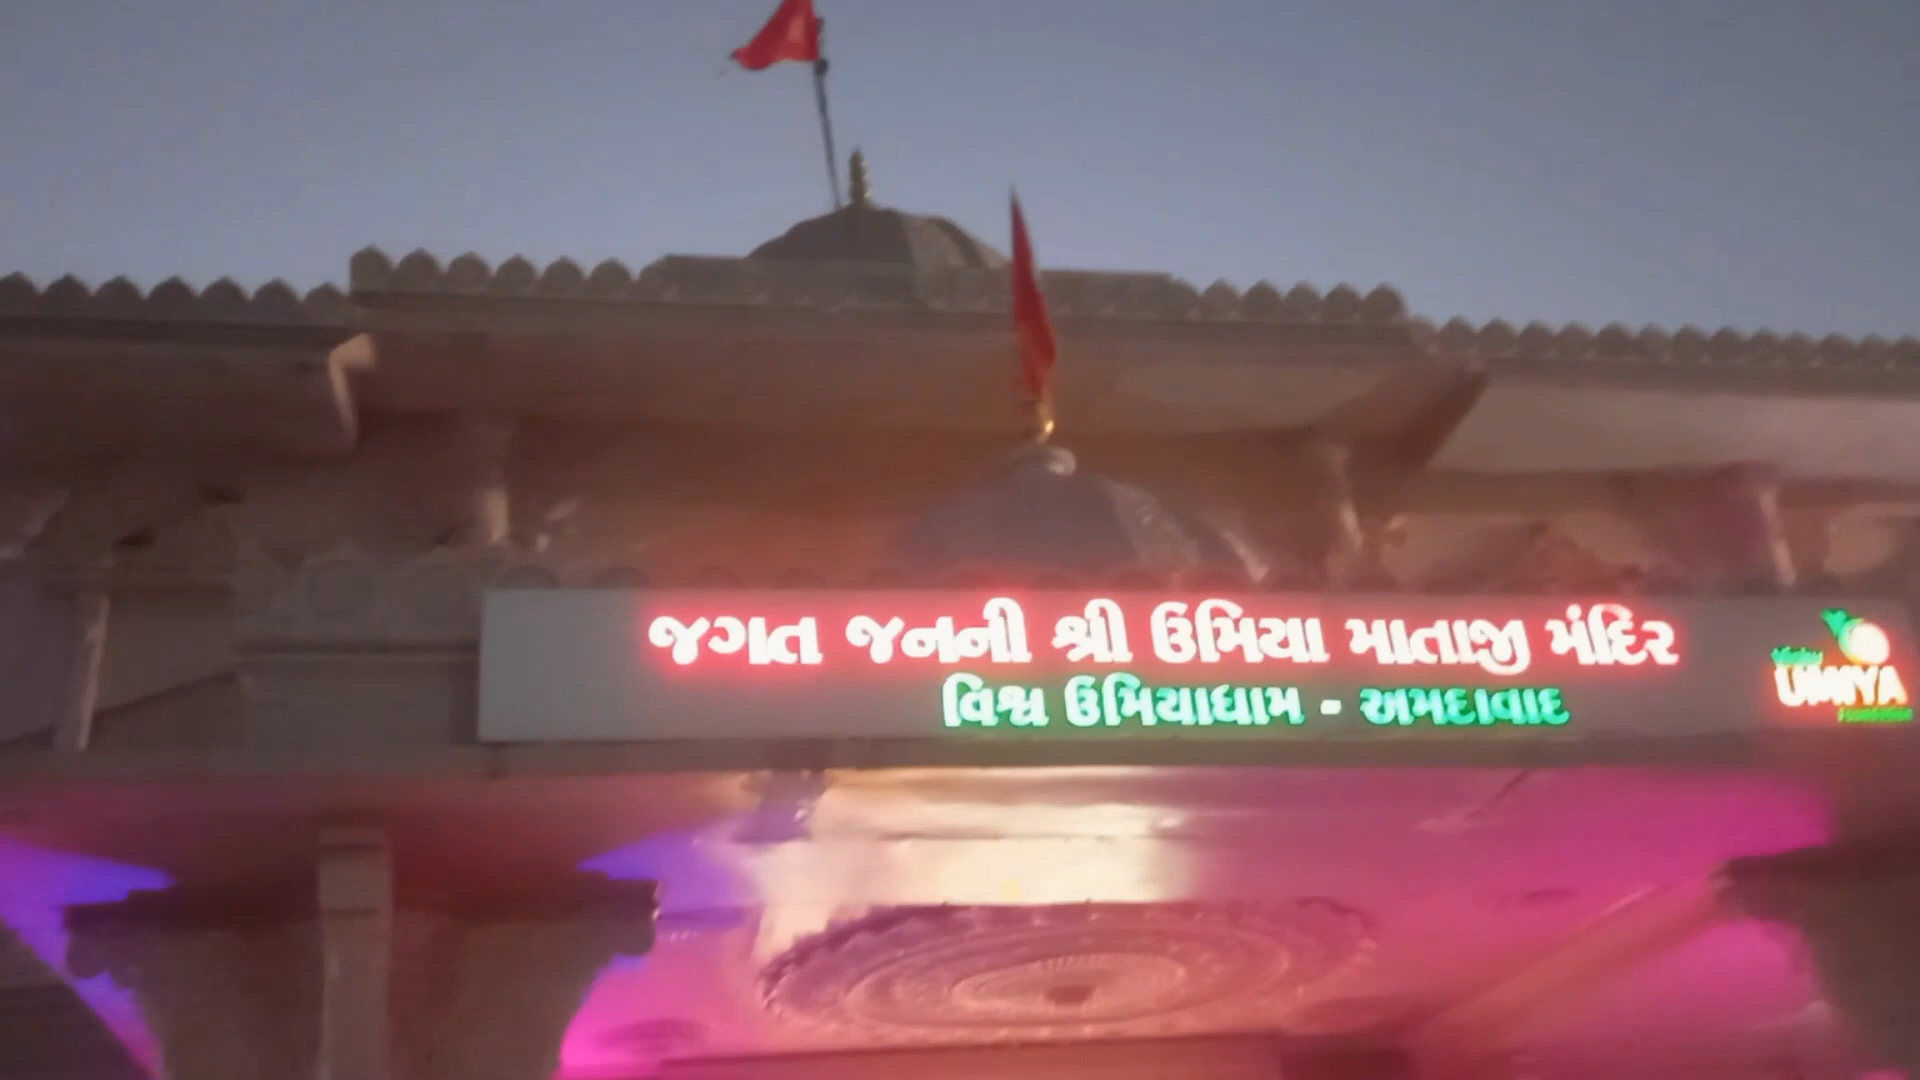 જગત જનની શ્રી ઉમિયા માતાજી મંદિર
વિશ્વ ઉમિયાધામ - અમદાવાદ
UMIYA